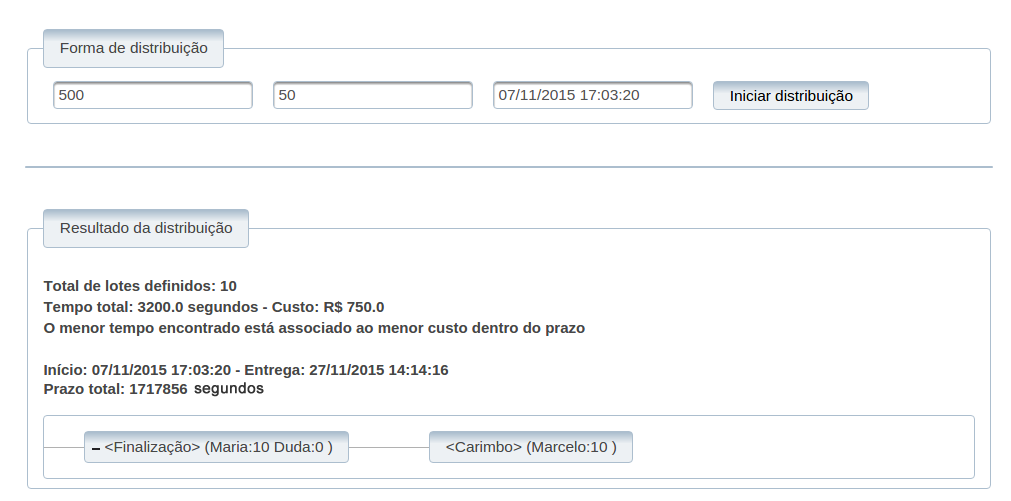 Forma de distribuição
500 50 07/11/2015 17:03:20 Iniciar distribuição
Resultado da distribuição
Total de lotes definidos: 10
Tempo total: 3200.0 segundos - Custo: R$ 750.0
O menor tempo encontrado está associado ao menor custo dentro do prazo
Início: 07/11/2015 17:03:20 - Entrega: 27/11/2015 14:14:16
Prazo total: 1717856 segundos
– <Finalização> (Maria:10 Duda:0 ) <Carimbo> (Marcelo:10 )